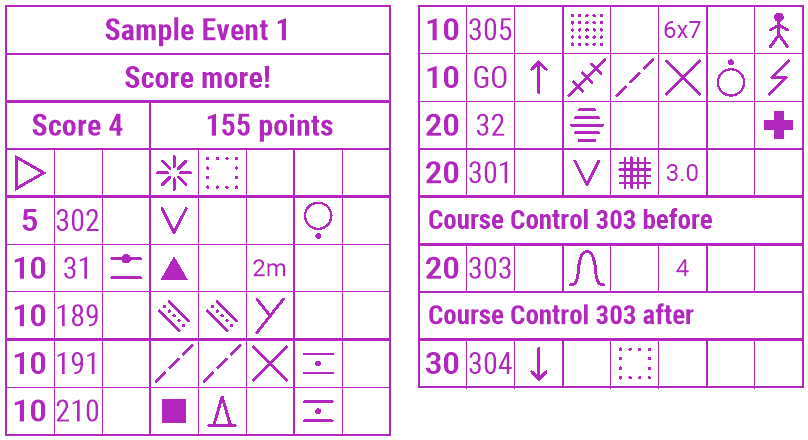 Sample Event 1
Score more!
Score 4 155 points
5 302
10 31 2m
10 189
10 191
10 210
10 305 6x7
10 GO
20 32
20 301 3.0
Course Control 303 before
20 303 4
Course Control 303 after
30 304